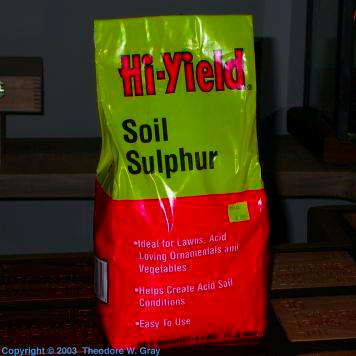 Hi-Yield®
Soil
Sulphur
•Ideal for Lawns, Acid
Loving Ornamentals and
Vegetables
•Helps Create Acid Soil
Conditions
•Easy To Use
Copyright © 2003 Theodore W. Gray